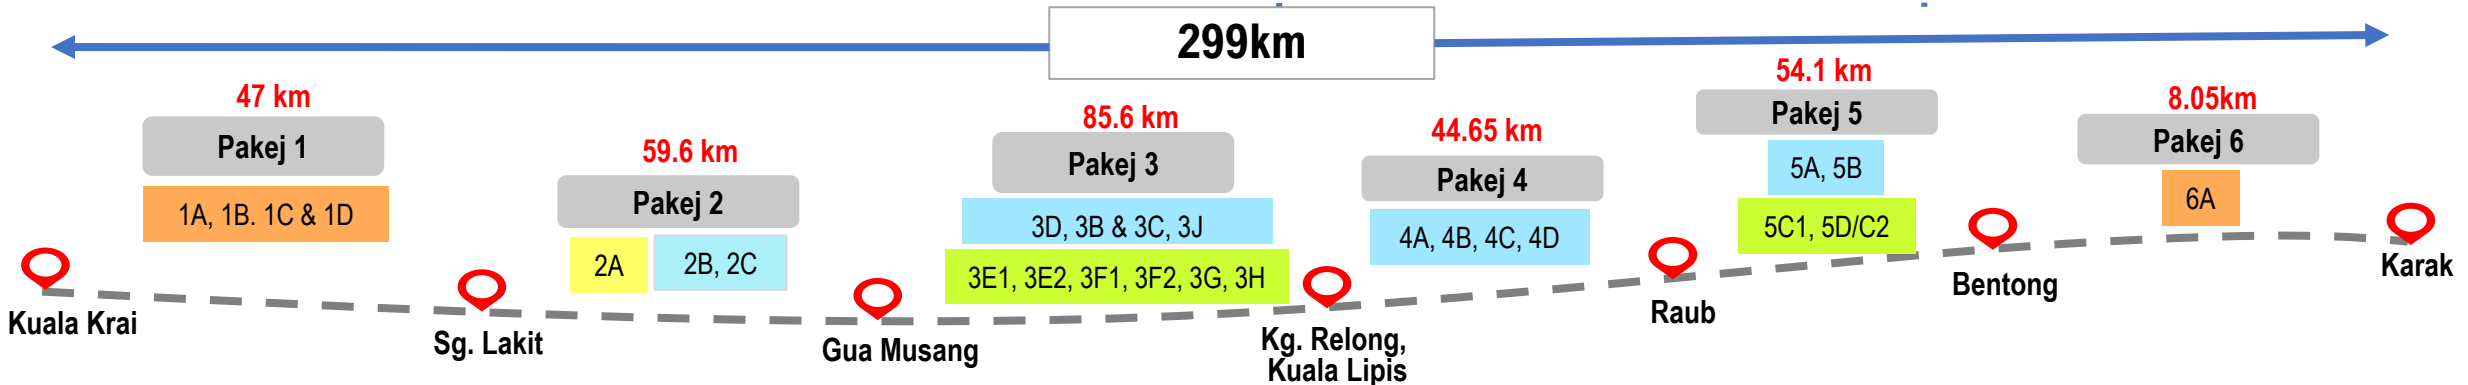 299km
47 km
Pakej 1
1A, 1B. 1C & 1D
59.6 km
Pakej 2
2A
2B, 2C
85.6 km
Pakej 3
3D, 3B & 3C, 3J
3E1, 3E2, 3F1, 3F2, 3G, 3H
44.65 km
Pakej 4
4A, 4B, 4C, 4D
54.1 km
Pakej 5
5A, 5B
5C1, 5D/C2
8.05km
Pakej 6
6A
Kuala Krai
Sg. Lakit
Gua Musang
Kg. Relong,
Kuala Lipis
Raub
Bentong
Karak